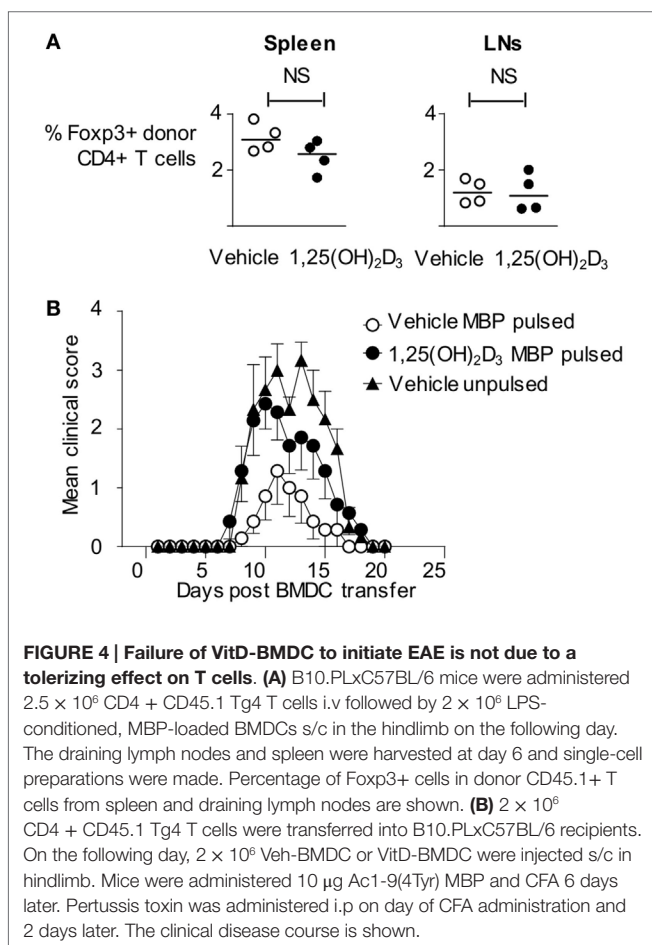 A
Spleen
LNs
NS
NS
% Foxp3+ donor
CD4+ T cells
4
2
4
2
Vehicle 1,25(OH)₂D₃
Vehicle 1,25(OH)₂D₃
B
Mean clinical score
4
3
2
1
0
0
5
10
15
20
25
Days post BMDC transfer
Vehicle MBP pulsed
1,25(OH)₂D₃ MBP pulsed
Vehicle unpulsed
FIGURE 4 | Failure of VitD-BMDC to initiate EAE is not due to a
tolerizing effect on T cells. (A) B10.PLxC57BL/6 mice were administered
2.5 × 10⁶ CD4 + CD45.1 Tg4 T cells i.v followed by 2 × 10⁶ LPS-
conditioned, MBP-loaded BMDCs s/c in the hindlimb on the following day.
The draining lymph nodes and spleen were harvested at day 6 and single-cell
preparations were made. Percentage of Foxp3+ cells in donor CD45.1+ T
cells from spleen and draining lymph nodes are shown. (B) 2 × 10⁶
CD4 + CD45.1 Tg4 T cells were transferred into B10.PLxC57BL/6 recipients.
On the following day, 2 × 10⁶ Veh-BMDC or VitD-BMDC were injected s/c in
hindlimb. Mice were administered 10 μg Ac1-9(4Tyr) MBP and CFA 6 days
later. Pertussis toxin was administered i.p on day of CFA administration and
2 days later. The clinical disease course is shown.